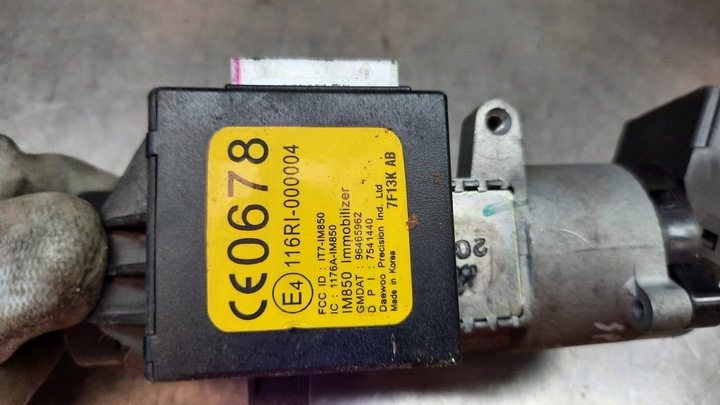 CE0678
E4 116RI-000004
FCC ID : IT7-IM850
IC : 1176A-IM850
IM850 Immobilizer
GMDAT : 96465962
D P I : 7541440
Daewoo Precision Ind. Ltd
Made in Korea 7F13K AB
20